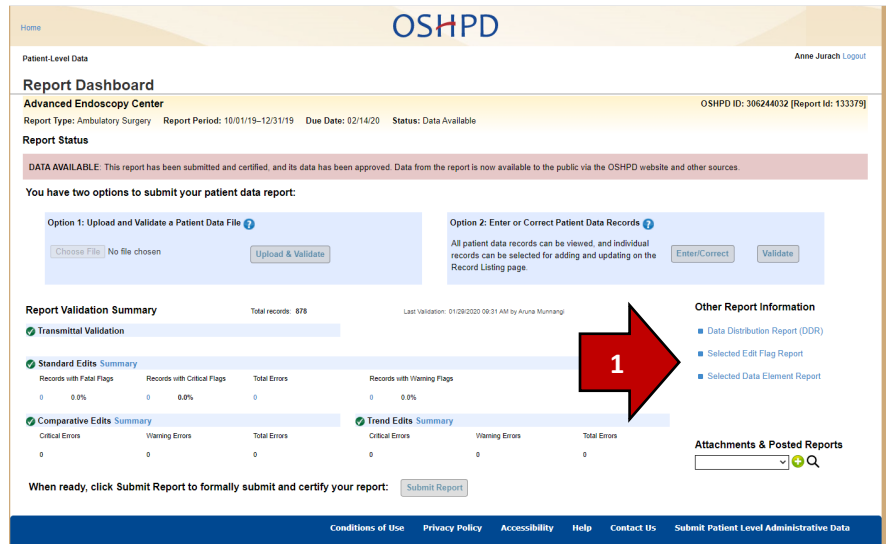 Home
OSHPD
Patient-Level Data
Anne Jurach Logout
Report Dashboard
Advanced Endoscopy Center
OSHPD ID: 306244032 [Report Id: 133379]
Report Type: Ambulatory Surgery Report Period: 10/01/19–12/31/19 Due Date: 02/14/20 Status: Data Available
Report Status
DATA AVAILABLE: This report has been submitted and certified, and its data has been approved. Data from the report is now available to the public via the OSHPD website and other sources.
You have two options to submit your patient data report:
Option 1: Upload and Validate a Patient Data File ?
Choose File No file chosen
Upload & Validate
Option 2: Enter or Correct Patient Data Records ?
All patient data records can be viewed, and individual
records can be selected for adding and updating on the
Record Listing page.
Enter/Correct
Validate
Report Validation Summary
Total records: 878
Last Validation: 01/29/2020 09:31 AM by Aruna Munnangi
Transmittal Validation
Standard Edits Summary
Records with Fatal Flags Records with Critical Flags Total Errors Records with Warning Flags
0 0.0% 0 0.0% 0 0 0.0%
Comparative Edits Summary
Critical Errors Warning Errors Total Errors
0 0 0
Trend Edits Summary
Critical Errors Warning Errors Total Errors
0 0 0
1
Other Report Information
Data Distribution Report (DDR)
Selected Edit Flag Report
Selected Data Element Report
Attachments & Posted Reports
When ready, click Submit Report to formally submit and certify your report: Submit Report
Conditions of Use Privacy Policy Accessibility Help Contact Us Submit Patient Level Administrative Data